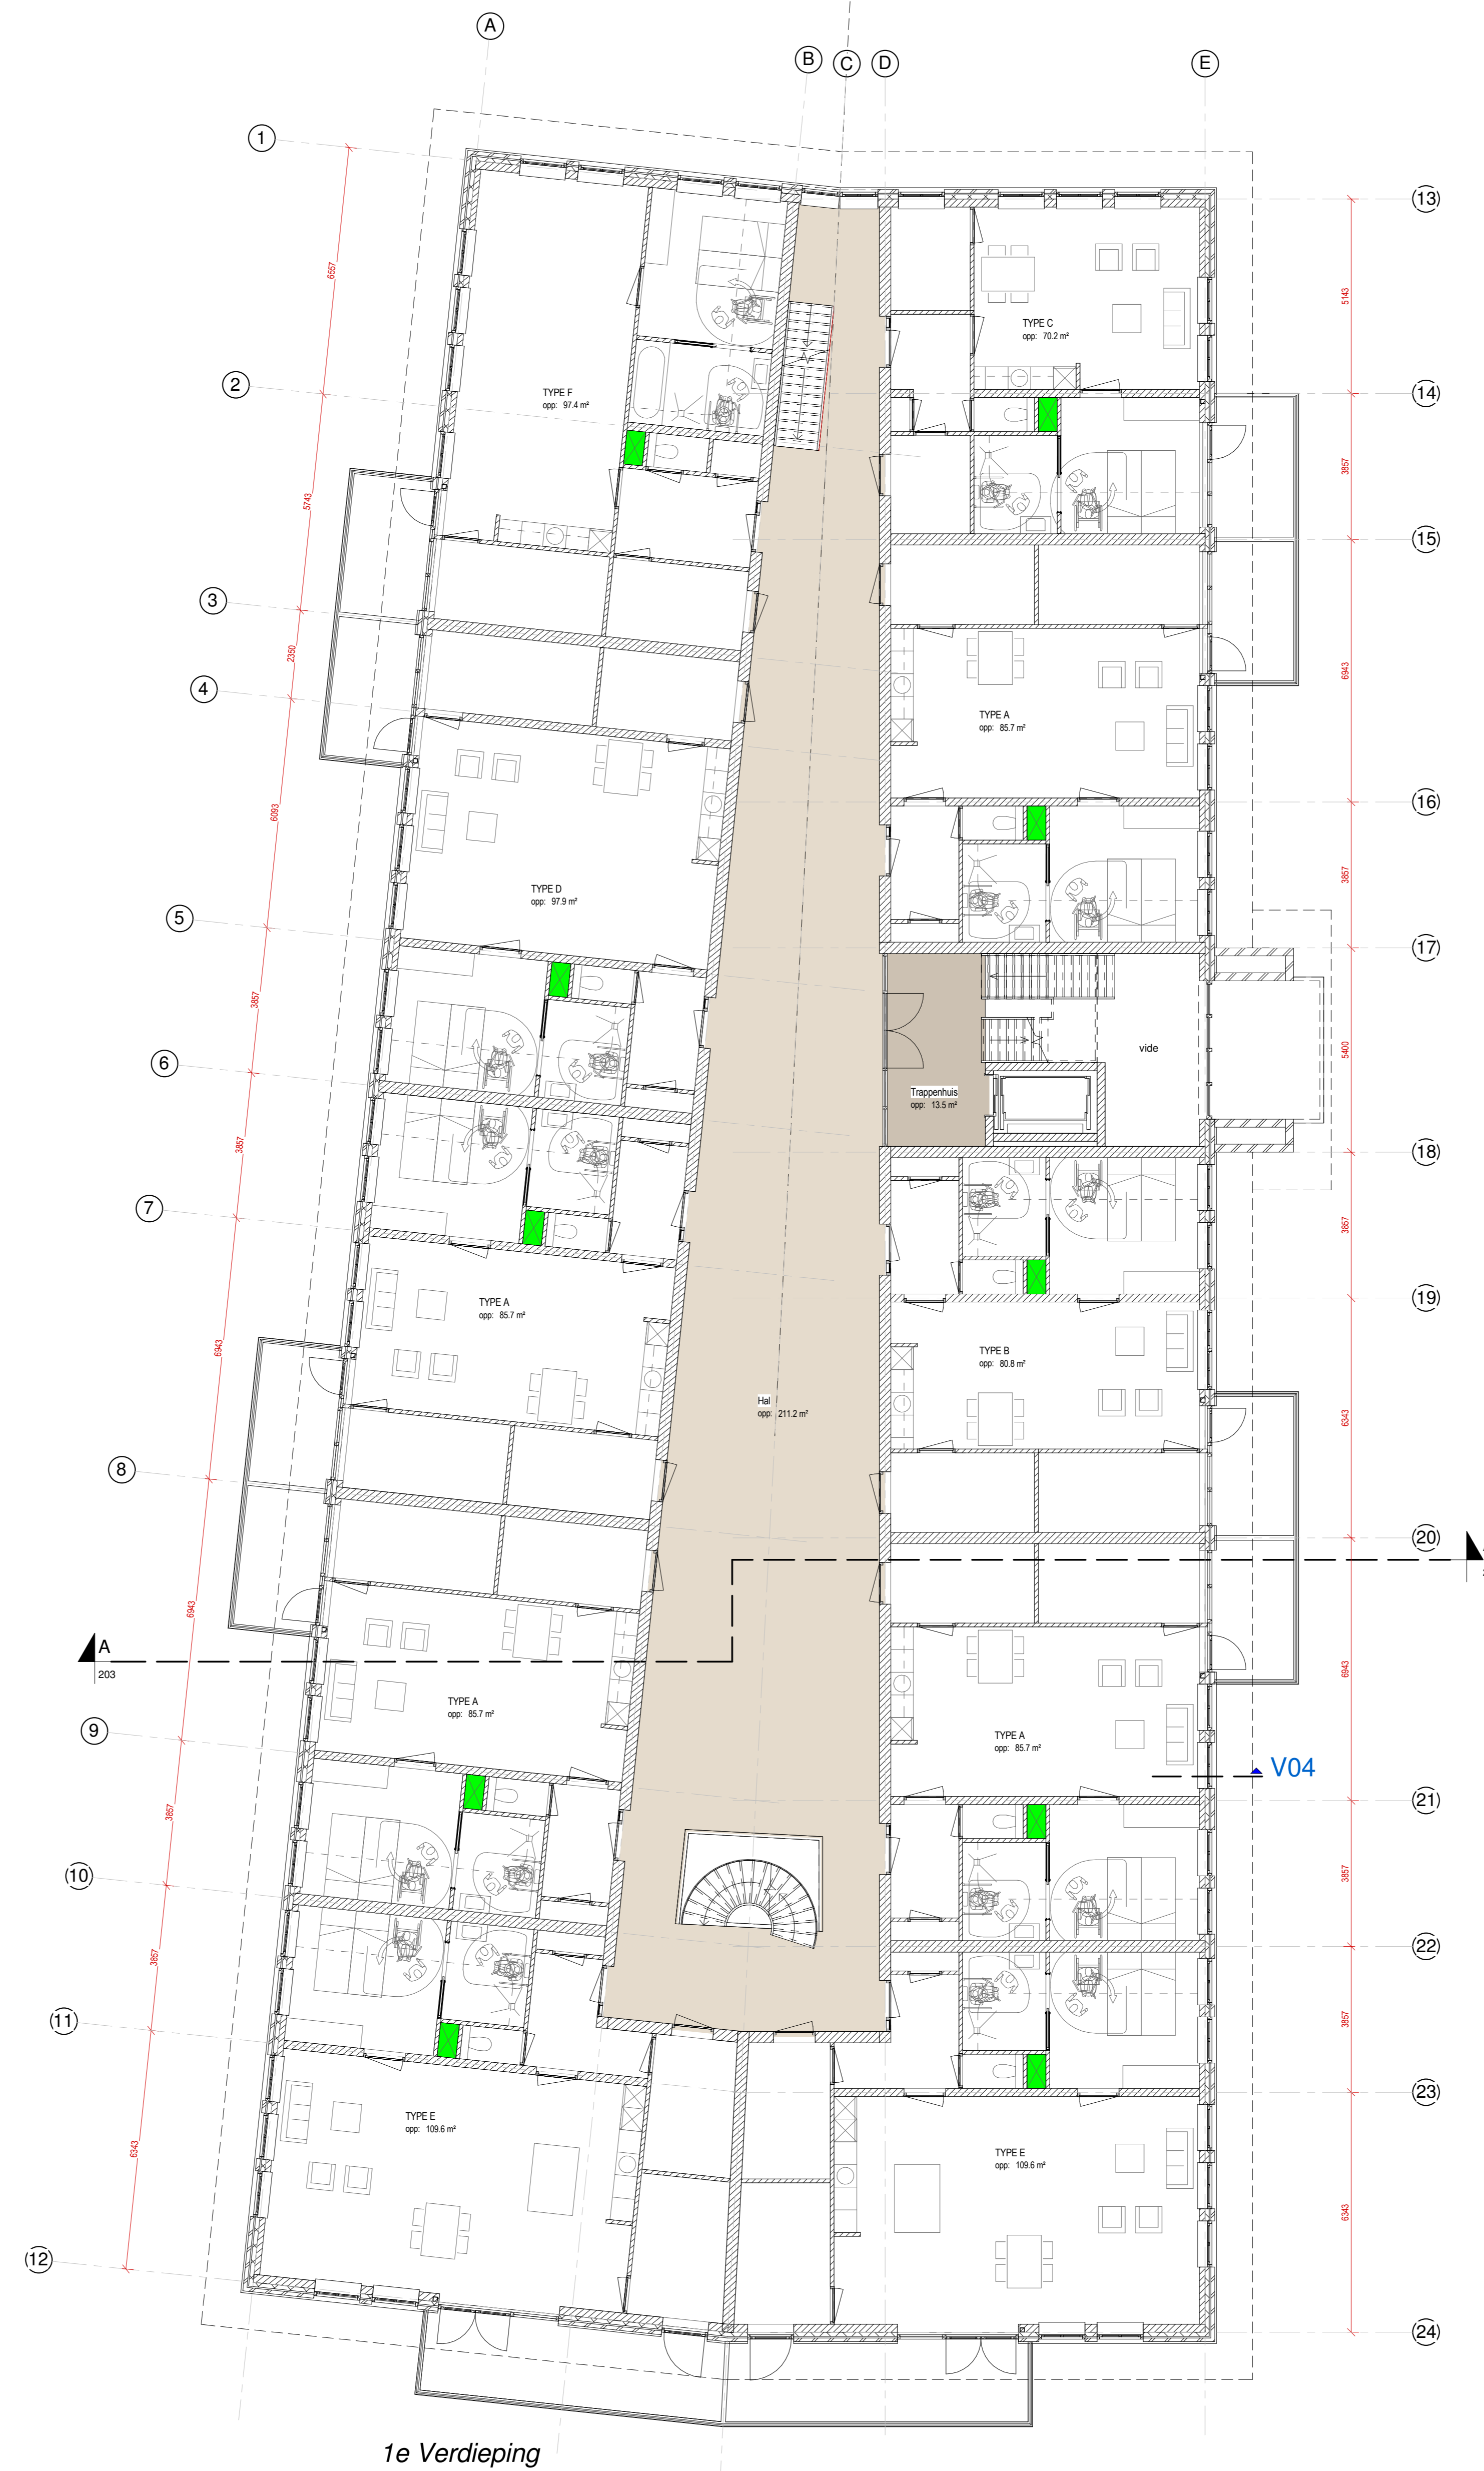 A
B
C
D
E
1
13
6557
5143
TYPE C
opp: 70.2 m²
2
TYPE F
opp: 97.4 m²
14
5743
3857
15
3
2350
4
6943
TYPE A
opp: 85.7 m²
6093
16
TYPE D
opp: 97.9 m²
3857
5
17
3857
vide
5400
6
Trappenhuis
opp: 13.5 m²
3857
18
7
3857
19
TYPE A
opp: 85.7 m²
6943
TYPE B
opp: 80.8 m²
Hal
opp: 211.2 m²
6343
8
20
6943
A
203
6943
TYPE A
opp: 85.7 m²
9
TYPE A
opp: 85.7 m²
V04
21
3857
3857
10
22
3857
3857
11
23
TYPE E
opp: 109.6 m²
6343
TYPE E
opp: 109.6 m²
6343
12
24
1e Verdieping